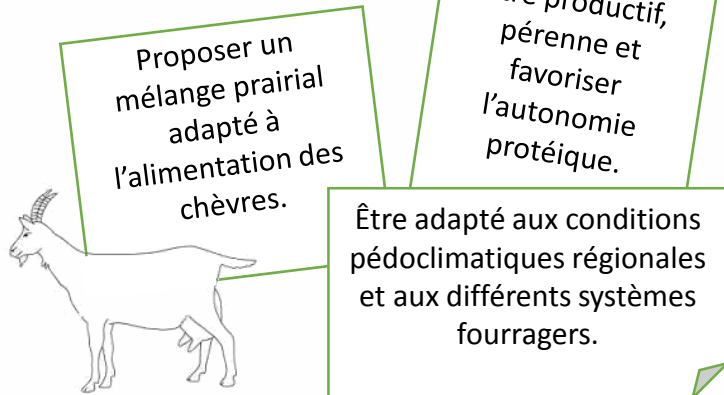 Proposer un
mélange prairial
adapté à
l'alimentation des
chèvres.
productif,
pérenne et
favoriser
l'autonomie
protéique.
Être adapté aux conditions
pédoclimatiques régionales
et aux différents systèmes
fourragers.